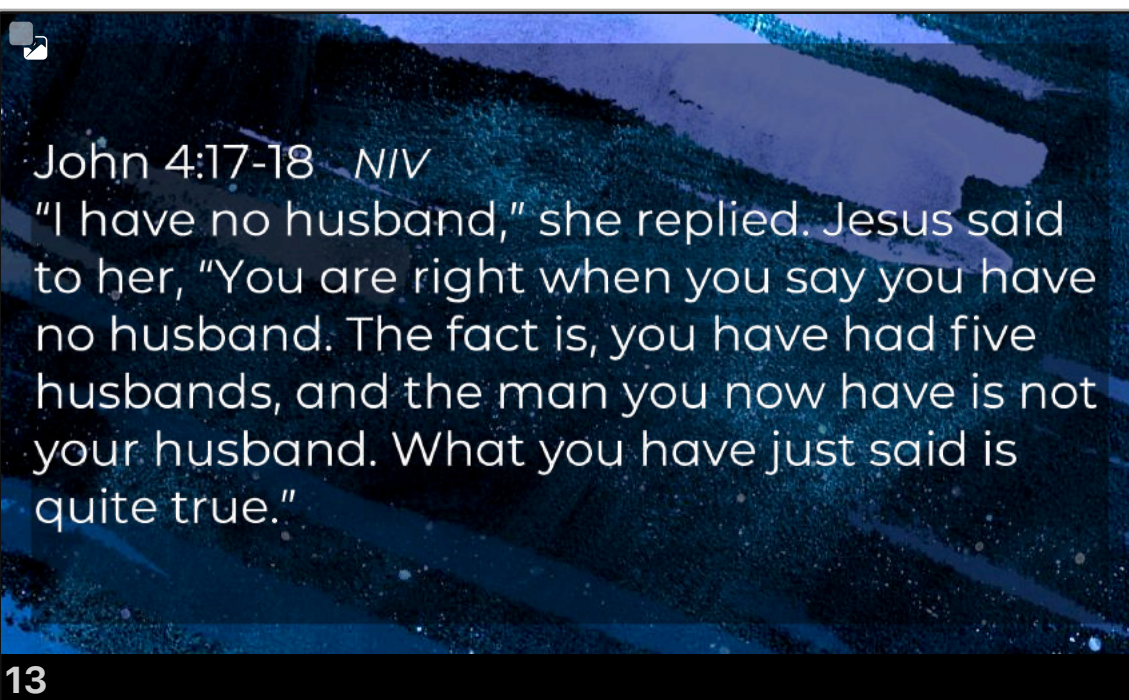 John 4:17-18 NIV
“I have no husband,” she replied. Jesus said
to her, “You are right when you say you have
no husband. The fact is, you have had five
husbands, and the man you now have is not
your husband. What you have just said is
quite true.”
13